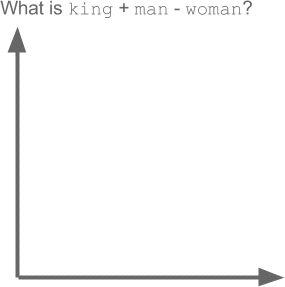 What is king + man - woman?